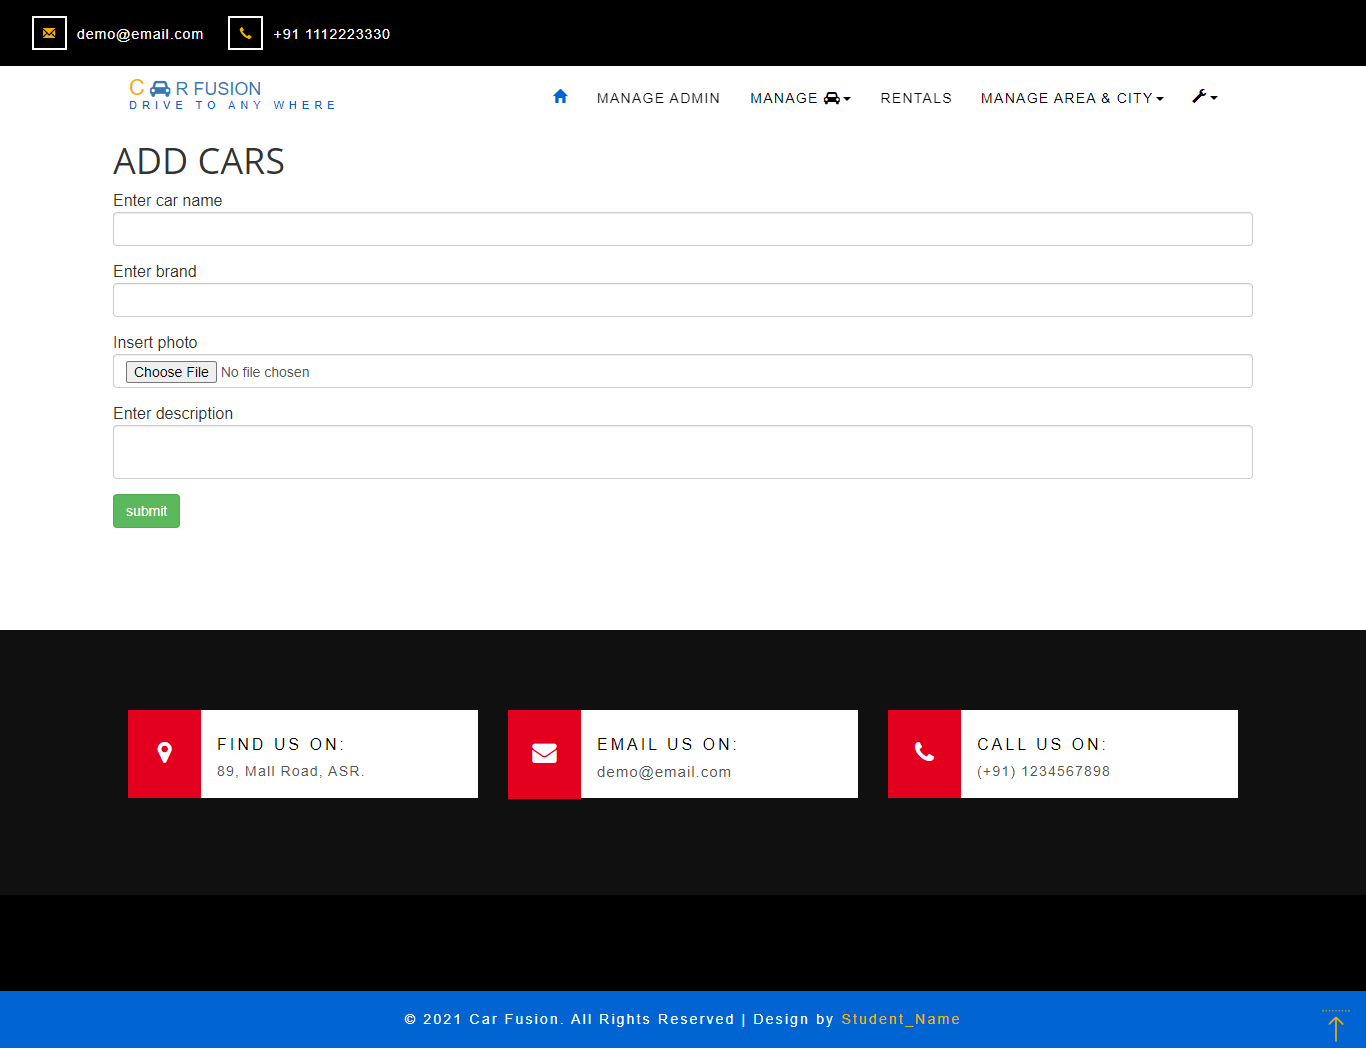 demo@email.com +91 1112223330
C R FUSION
DRIVE TO ANY WHERE
MANAGE ADMIN MANAGE RENTALS MANAGE AREA & CITY
ADD CARS
Enter car name
Enter brand
Insert photo
Choose File No file chosen
Enter description
submit
FIND US ON:
89, Mall Road, ASR.
EMAIL US ON:
demo@email.com
CALL US ON:
(+91) 1234567898
© 2021 Car Fusion. All Rights Reserved | Design by Student_Name